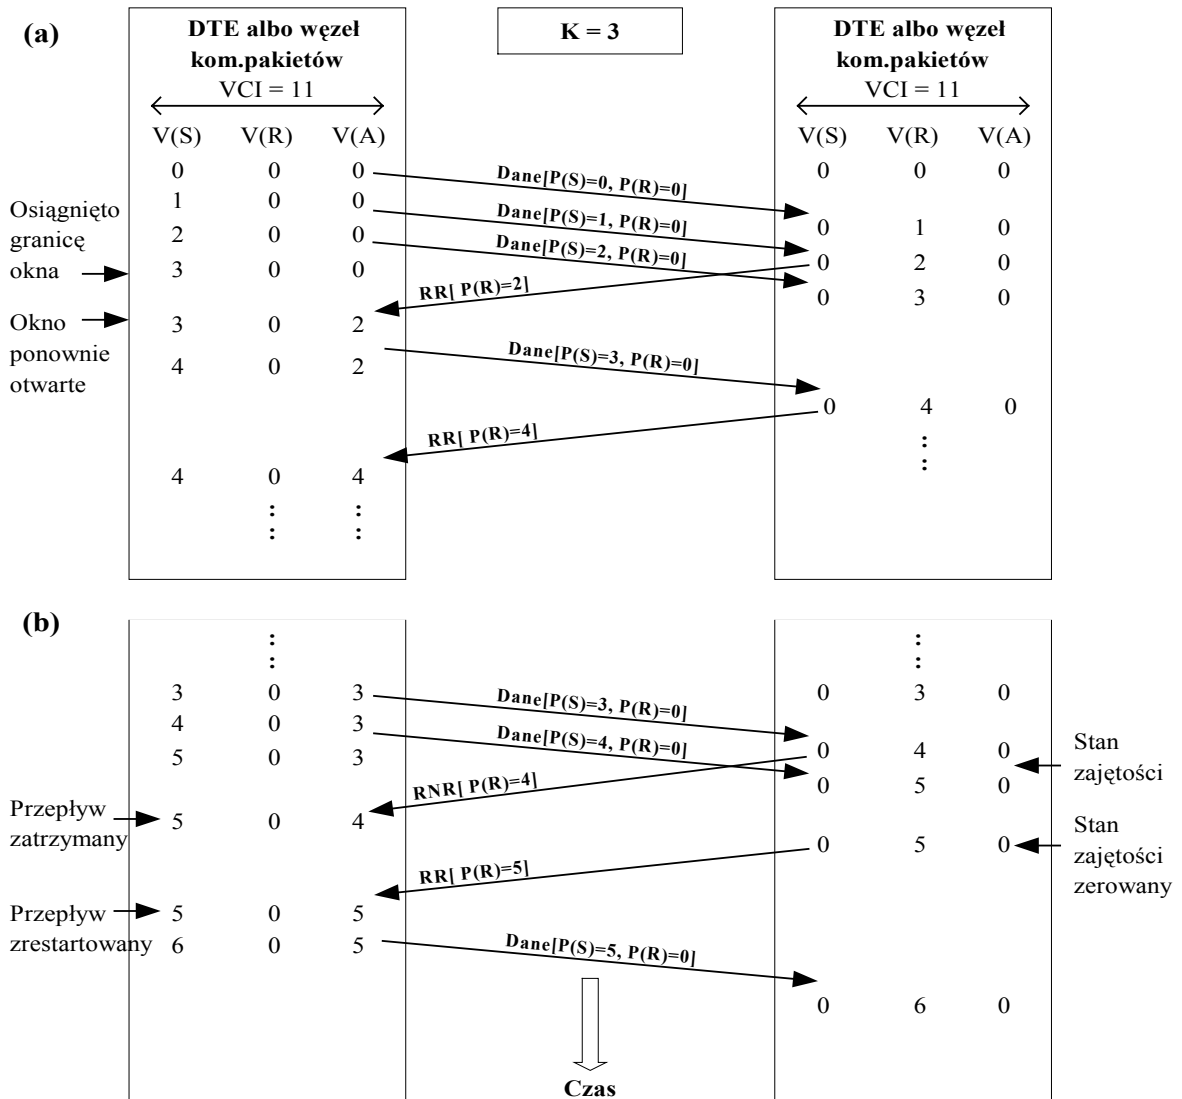 (a)
DTE albo węzeł
kom.pakietów
VCI = 11
K = 3
DTE albo węzeł
kom.pakietów
VCI = 11
V(S) V(R) V(A)
V(S) V(R) V(A)
0 0 0
Dane[P(S)=0, P(R)=0]
0 0 0
1 0 0
Dane[P(S)=1, P(R)=0]
0 1 0
Osiągnięto
granicę
okna
2 0 0
Dane[P(S)=2, P(R)=0]
0 2 0
3 0 0
RR[ P(R)=2]
0 3 0
Okno
ponownie
otwarte
3 0 2
Dane[P(S)=3, P(R)=0]
4 0 2
0 4 0
RR[ P(R)=4]
4 0 4
(b)
3 0 3
Dane[P(S)=3, P(R)=0]
0 3 0
4 0 3
Dane[P(S)=4, P(R)=0]
0 4 0
Stan
zajętości
5 0 3
RNR[ P(R)=4]
0 5 0
Przepływ
zatrzymany
5 0 4
0 5 0
Stan
zajętości
zerowany
RR[ P(R)=5]
Przepływ
zrestartowany
5 0 5
6 0 5
Dane[P(S)=5, P(R)=0]
0 6 0
Czas